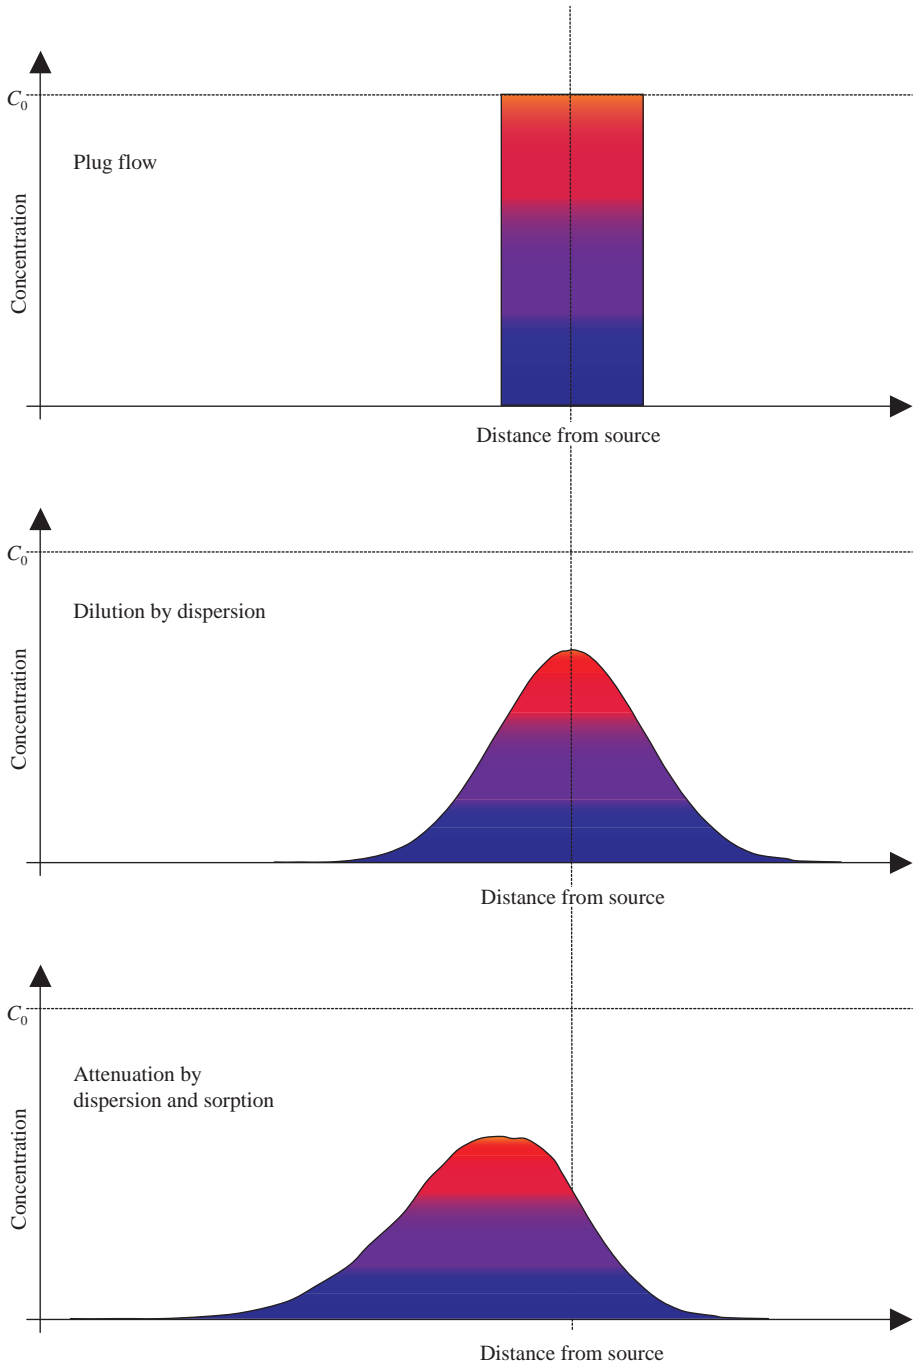 C₀
Plug flow
Concentration
Distance from source
C₀
Dilution by dispersion
Concentration
Distance from source
C₀
Attenuation by
dispersion and sorption
Concentration
Distance from source